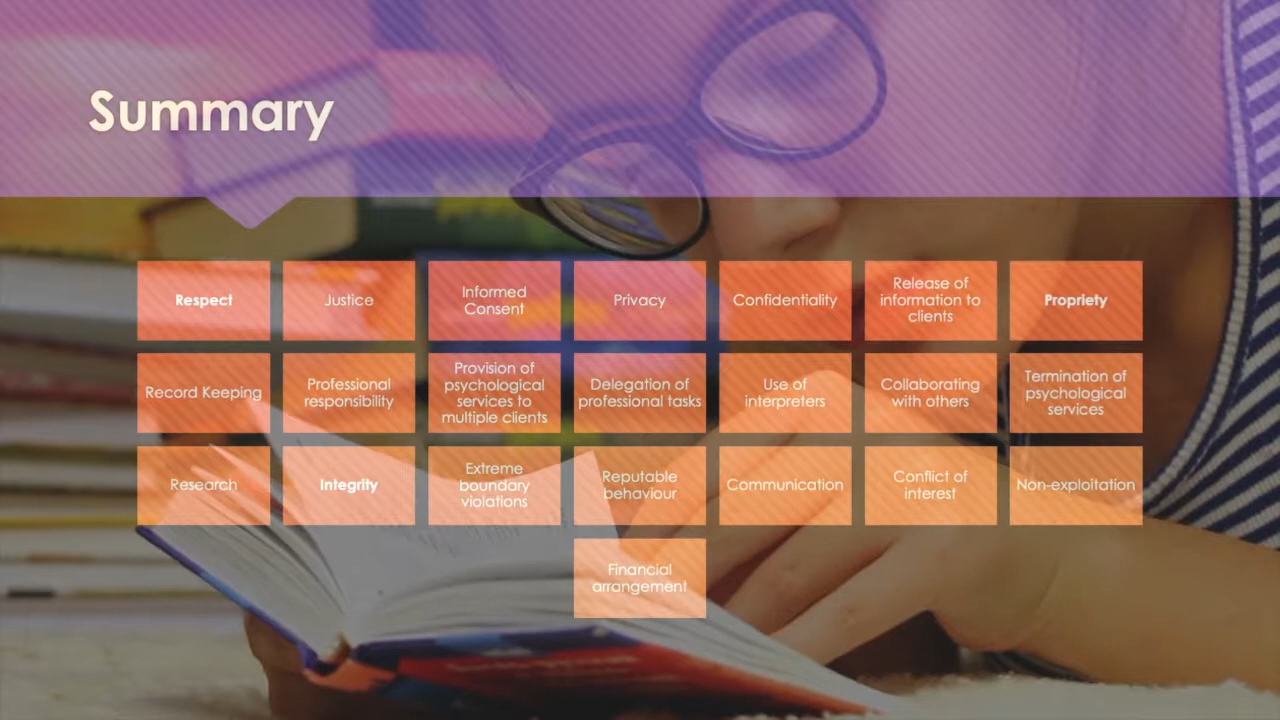 Summary
Respect
Justice
Informed
Consent
Privacy
Confidentiality
Release of
information to
clients
Propriety
Record Keeping
Professional
responsibility
Provision of
psychological
services to
multiple clients
Delegation of
professional tasks
Use of
interpreters
Collaborating
with others
Termination of
psychological
services
Research
Integrity
Extreme
boundary
violations
Reputable
behaviour
Communication
Conflict of
interest
Non-exploitation
Financial
arrangement